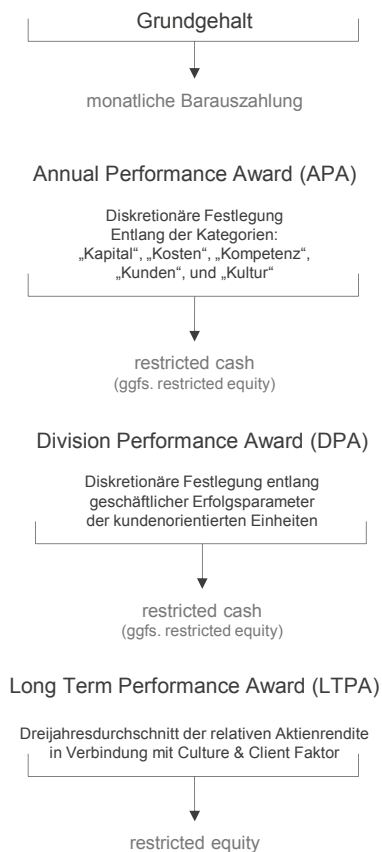 Grundgehalt
monatliche Barauszahlung
Annual Performance Award (APA)
Diskretionäre Festlegung
Entlang der Kategorien:
„Kapital“, „Kosten“, „Kompetenz“,
„Kunden“, und „Kultur“
restricted cash
(ggfs. restricted equity)
Division Performance Award (DPA)
Diskretionäre Festlegung entlang
geschäftlicher Erfolgsparameter
der kundenorientierten Einheiten
restricted cash
(ggfs. restricted equity)
Long Term Performance Award (LTPA)
Dreijahresdurchschnitt der relativen Aktienrendite
in Verbindung mit Culture & Client Faktor
restricted equity